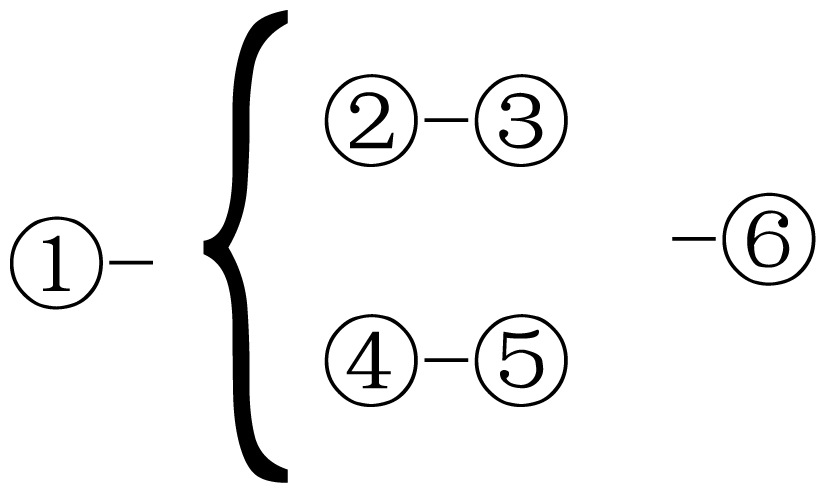 ②–③
①– { –⑥
④–⑤